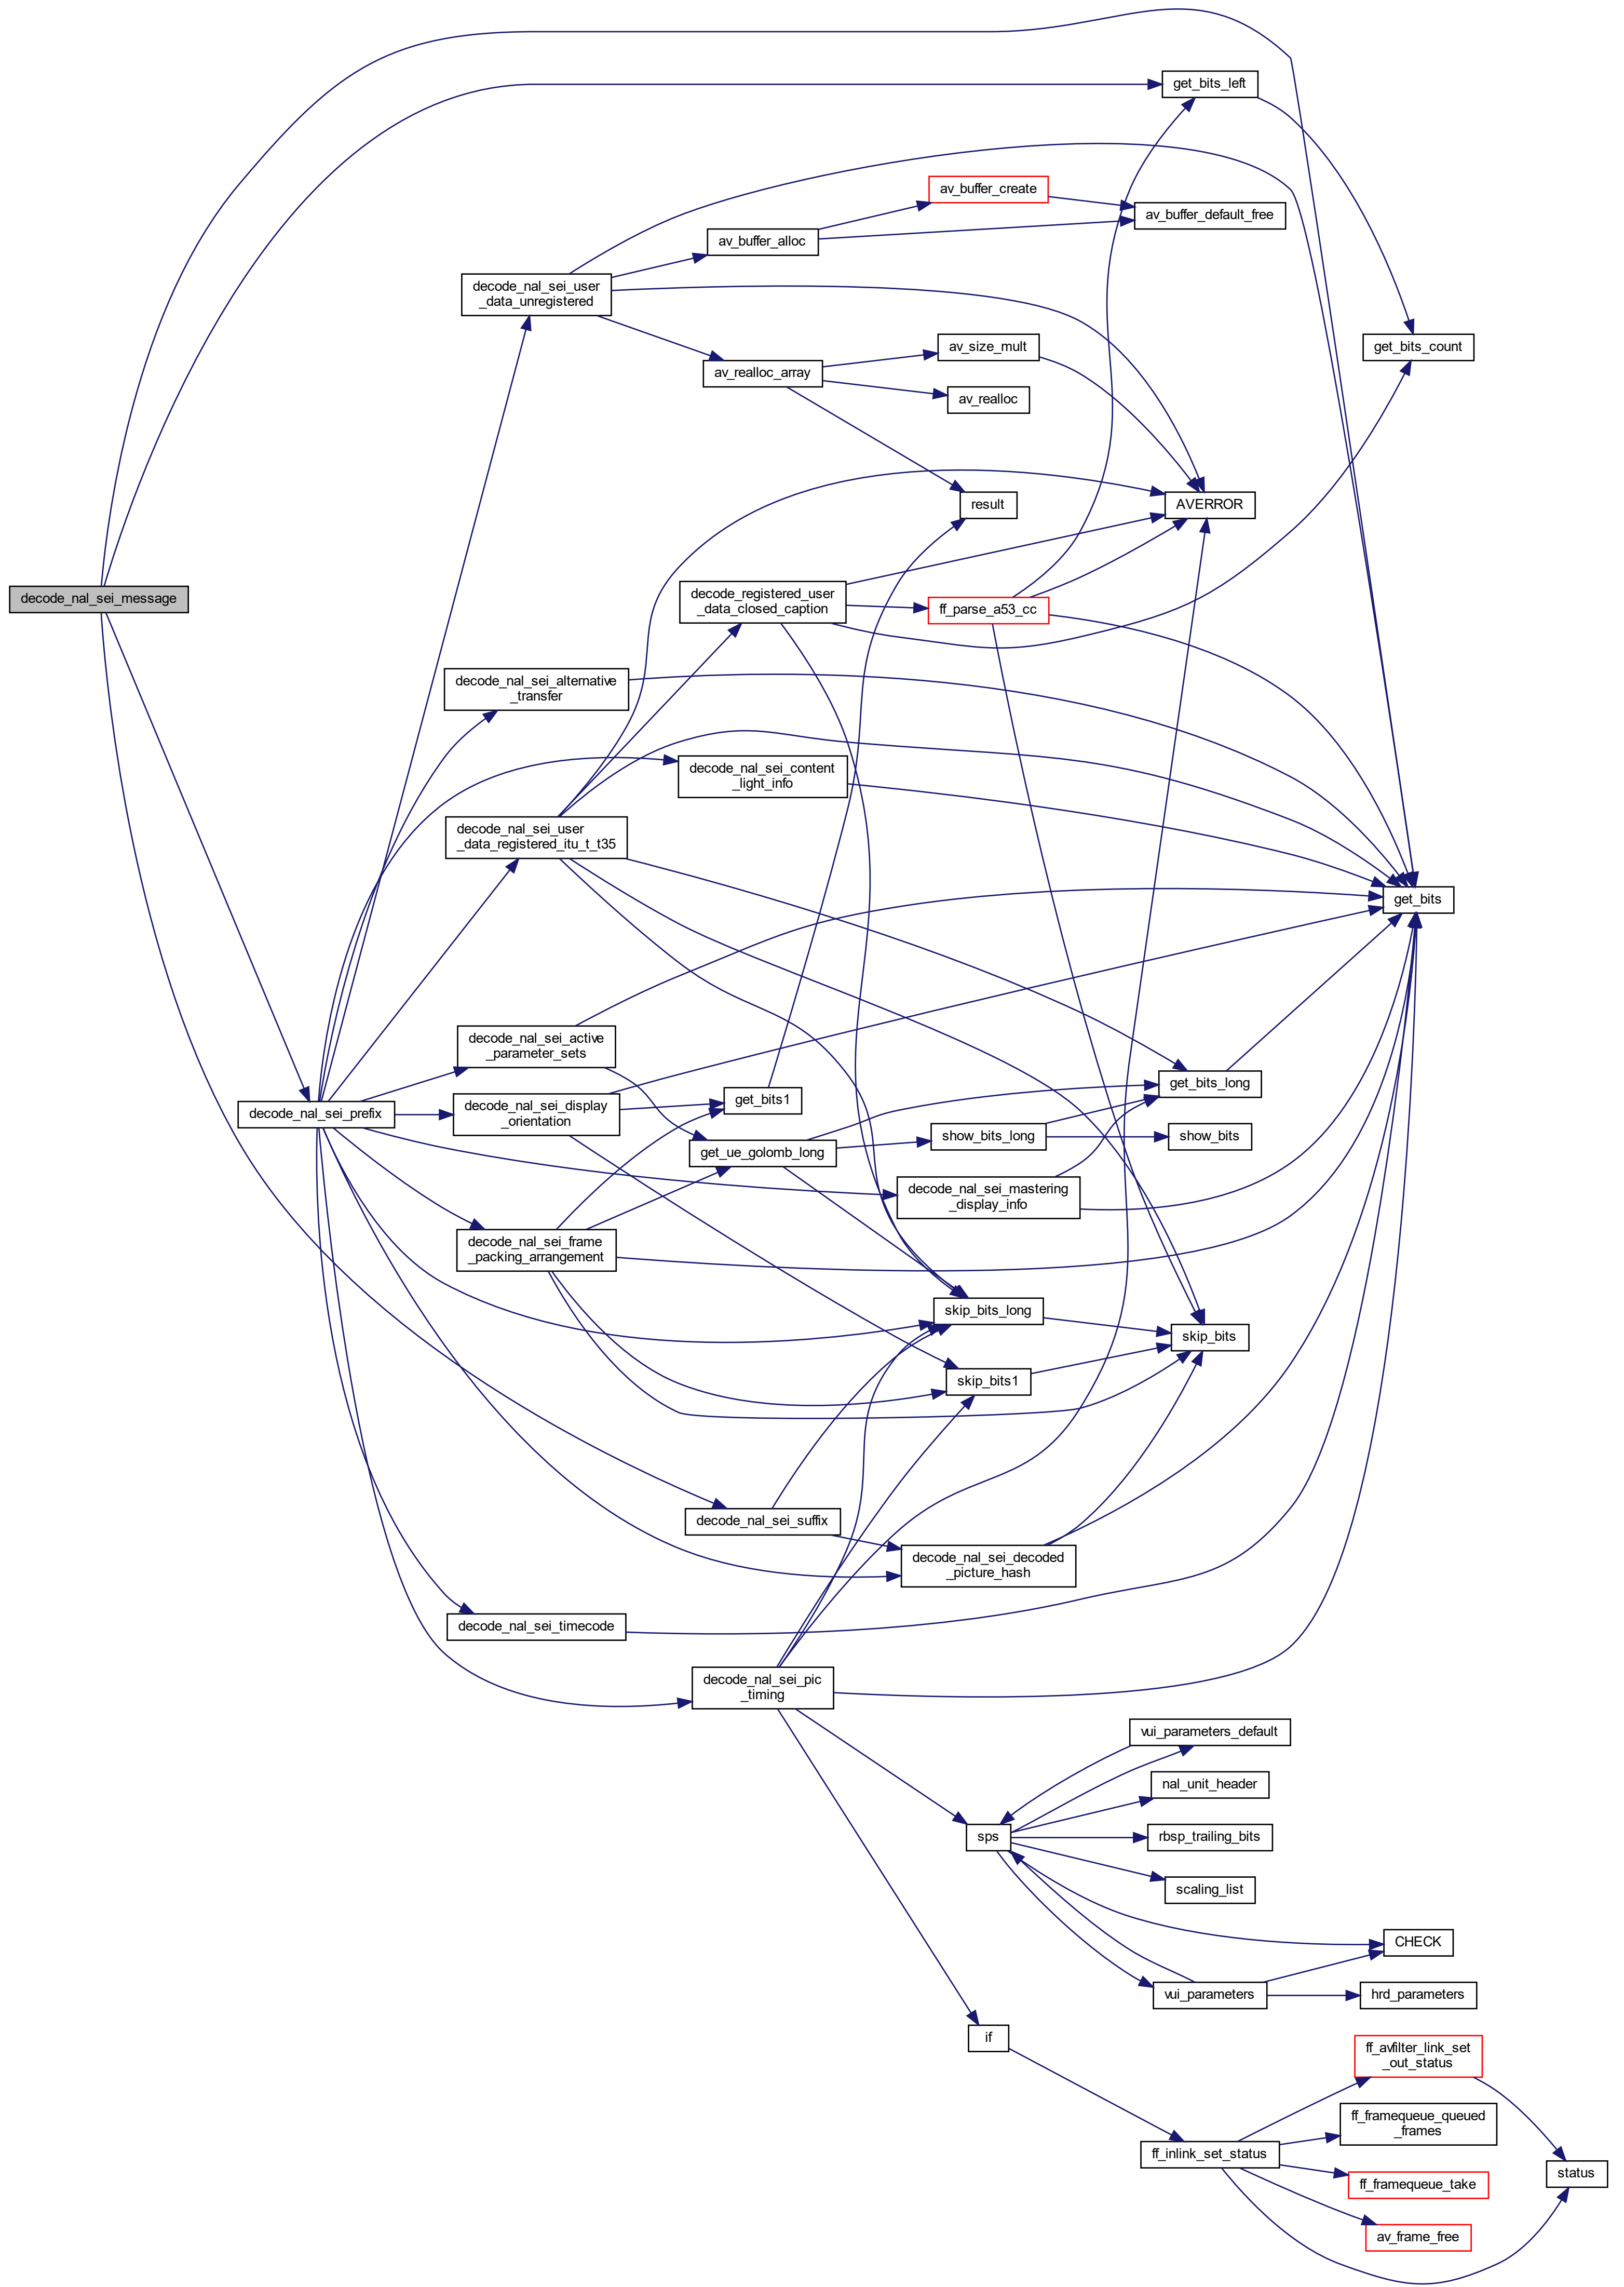 get_bits_left
av_buffer_create
av_buffer_default_free
av_buffer_alloc
decode_nal_sei_user
_data_unregistered
av_size_mult
get_bits_count
av_realloc_array
av_realloc
result
AVERROR
decode_nal_sei_message
decode_registered_user
_data_closed_caption
ff_parse_a53_cc
decode_nal_sei_alternative
_transfer
decode_nal_sei_content
_light_info
decode_nal_sei_user
_data_registered_itu_t_t35
get_bits
decode_nal_sei_active
_parameter_sets
get_bits_long
get_bits1
decode_nal_sei_prefix
decode_nal_sei_display
_orientation
show_bits_long
show_bits
get_ue_golomb_long
decode_nal_sei_mastering
_display_info
decode_nal_sei_frame
_packing_arrangement
skip_bits_long
skip_bits
skip_bits1
decode_nal_sei_suffix
decode_nal_sei_decoded
_picture_hash
decode_nal_sei_timecode
decode_nal_sei_pic
_timing
vui_parameters_default
nal_unit_header
sps
rbsp_trailing_bits
scaling_list
CHECK
vui_parameters
hrd_parameters
if
ff_avfilter_link_set
_out_status
ff_framequeue_queued
_frames
ff_inlink_set_status
status
ff_framequeue_take
av_frame_free